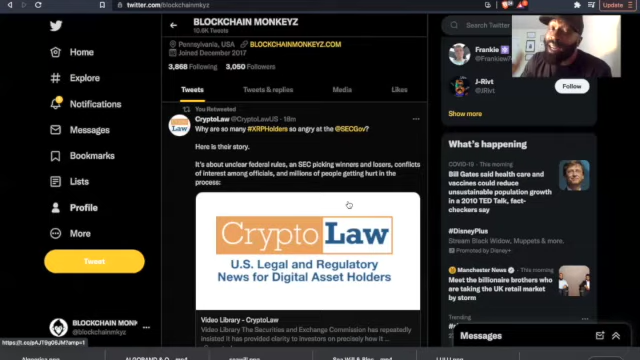 twitter.com/blockchainmkyz
Update
BLOCKCHAIN MONKEYZ
10.6K Tweets
Pennsylvania, USA
BLOCKCHAINMONKEYZ.COM
Joined December 2017
3,868 Following 3,050 Followers
Tweets Tweets & replies Media Likes
You Retweeted
CryptoLaw @CryptoLawUS · 18m
Why are so many #XRPHolders so angry at the @SECGov?
Here is their story.
It's about unclear federal rules, an SEC picking winners and losers, conflicts
of interest among officials, and millions of people getting hurt in the
process:
CryptoLaw
U.S. Legal and Regulatory
News for Digital Asset Holders
Video Library - CryptoLaw
Video Library The Securities and Exchange Commission has repeatedly
insisted it has provided clarity to investors on precisely how it
Home
Explore
Notifications
Messages
Bookmarks
Lists
Profile
More
Tweet
BLOCKCHAIN MONK
@blockchainmkyz
Search Twitter
Frankie
J-Rivt
@JRivt
Follow
Show more
What's happening
COVID-19 · This morning
Bill Gates said health care and
vaccines could reduce
unsustainable population growth
in a 2010 TED Talk, fact-
checkers say
#DisneyPlus
Stream Stuck Widow, Muppets & more.
Promoted by Disney+
Manchester News · This morning
Meet the billionaire brothers who
are taking the UK retail market
by storm
Trending
Messages